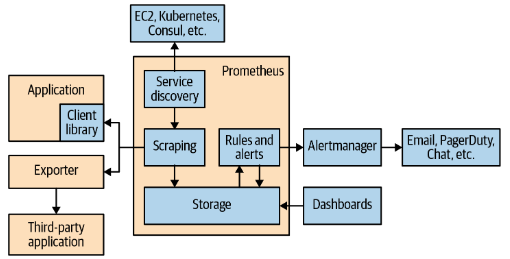 EC2, Kubernetes,
Consul, etc.
Prometheus
Application
Client
library
Service
discovery
Scraping
Rules and
alerts
Alertmanager
Email, PagerDuty,
Chat, etc.
Exporter
Storage
Dashboards
Third-party
application